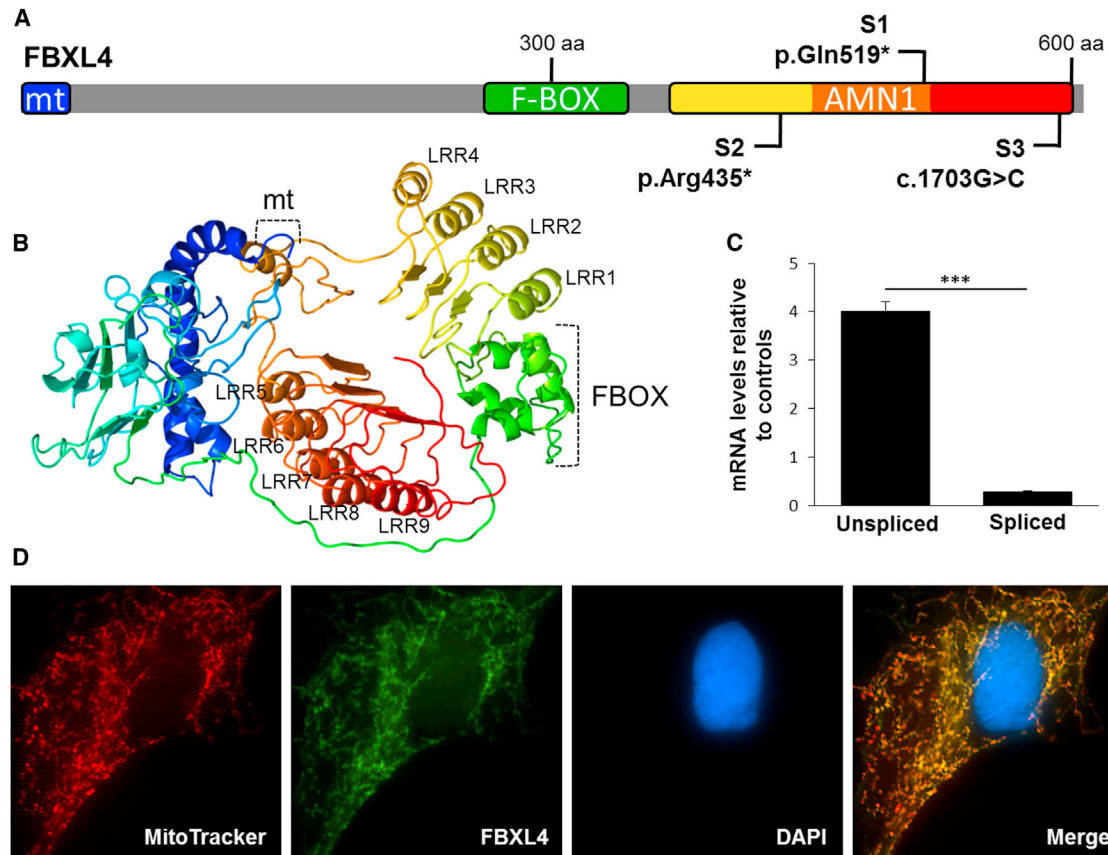 A
FBXL4
300 aa
S1
p.Gln519*
600 aa
mt
F-BOX
AMN1
S2
p.Arg435*
S3
c.1703G>C
B
mt
LRR4
LRR3
LRR2
LRR1
FBOX
LRR5
LRR6
LRR7
LRR8
LRR9
C
mRNA levels relative
to controls
5
4
3
2
1
0
***
Unspliced
Spliced
D
MitoTracker
FBXL4
DAPI
Merge